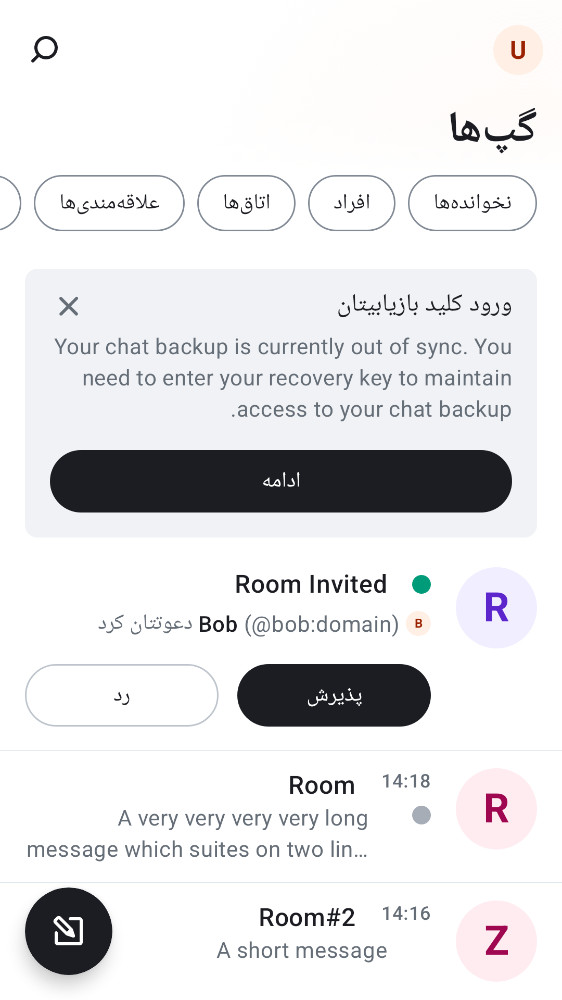 U
گپ‌ها
نخوانده‌ها
افراد
اتاق‌ها
علاقه‌مندی‌ها
ورود کلید بازیابیتان
Your chat backup is currently out of sync. You
need to enter your recovery key to maintain
access to your chat backup.
ادامه
R
Room Invited
B
Bob (@bob:domain) دعوتتان کرد
پذیرش
رد
R
14:18
Room
A very very very very long
message which suites on two lin…
Z
14:16
Room#2
A short message